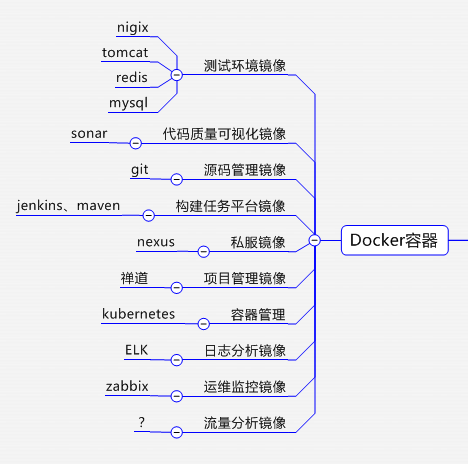 nigix
tomcat
redis
mysql
测试环境镜像
sonar
代码质量可视化镜像
git
源码管理镜像
jenkins、maven
构建任务平台镜像
Docker容器
nexus
私服镜像
禅道
项目管理镜像
kubernetes
容器管理
ELK
日志分析镜像
zabbix
运维监控镜像
?
流量分析镜像